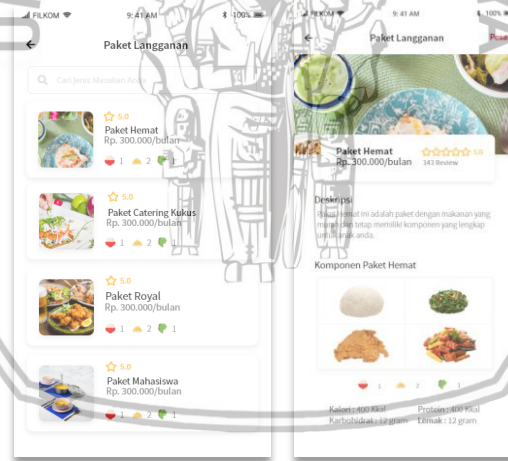 FILKOM
9:41 AM
100%
Paket Langganan
Cari Jenis Masakan Anda
5.0
Paket Hemat
Rp. 300.000/bulan
1 2 1
5.0
Paket Catering Kukus
Rp. 300.000/bulan
1 2 1
5.0
Paket Royal
Rp. 300.000/bulan
1 2 1
5.0
Paket Mahasiswa
Rp. 300.000/bulan
1 2 1
FILKOM
9:41 AM
100%
Paket Langganan
Paket Hemat
5.0
Rp. 300.000/bulan
343 Review
Deskripsi
Paket Hemat ini adalah paket dengan makanan yang
murah dan tetap memiliki komponen yang lengkap
untuk anak anda.
Komponen Paket Hemat
1 2 1
Kalori : 400 Kkal
Protein : 400 Kkal
Karbohidrat : 12 gram
Lemak : 12 gram